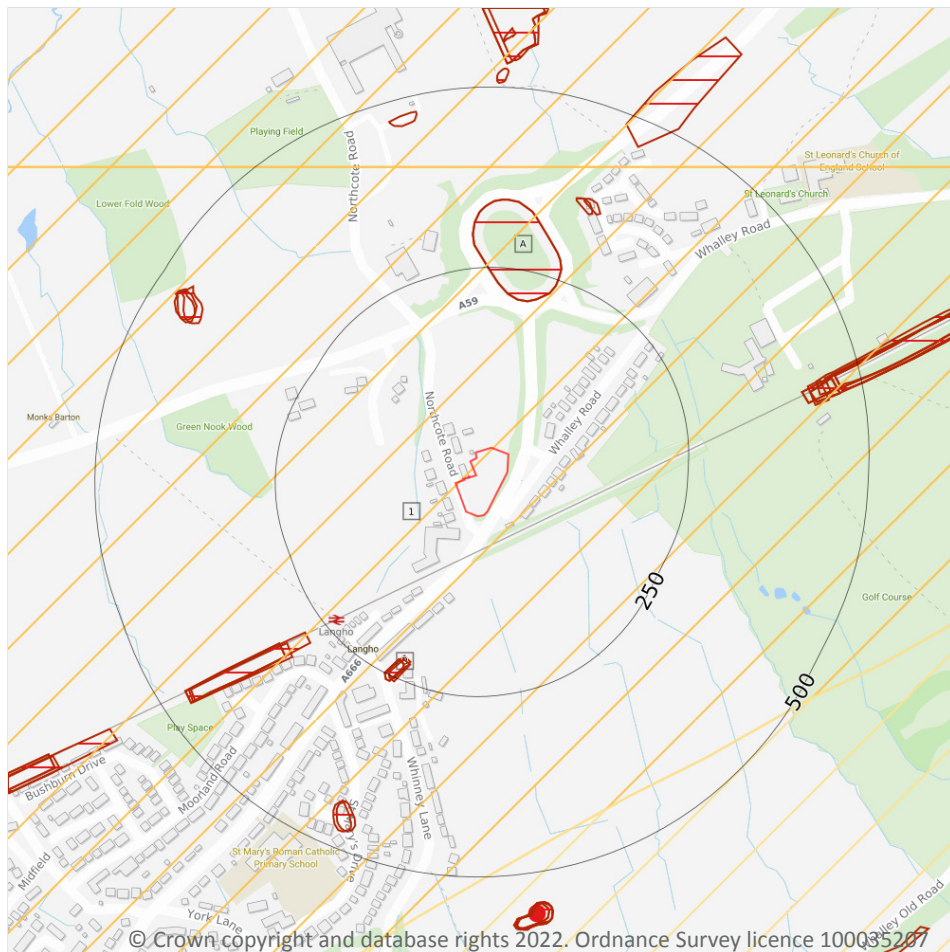 Playing Field
Northcote Road
St Leonard's Church of
England School
St Leonard's Church
Lower Fold Wood
Whalley Road
A
A59
Monks Barton
Green Nook Wood
Northcote Road
Whalley Road
1
250
Golf Course
Langho
Langho
A666
500
Play Space
Bushburn Drive
Moorland Road
Whinney Lane
St Mary's Roman Catholic
Primary School
Midfield
York Lane
Whalley Old Road
© Crown copyright and database rights 2022. Ordnance Survey licence 100035207